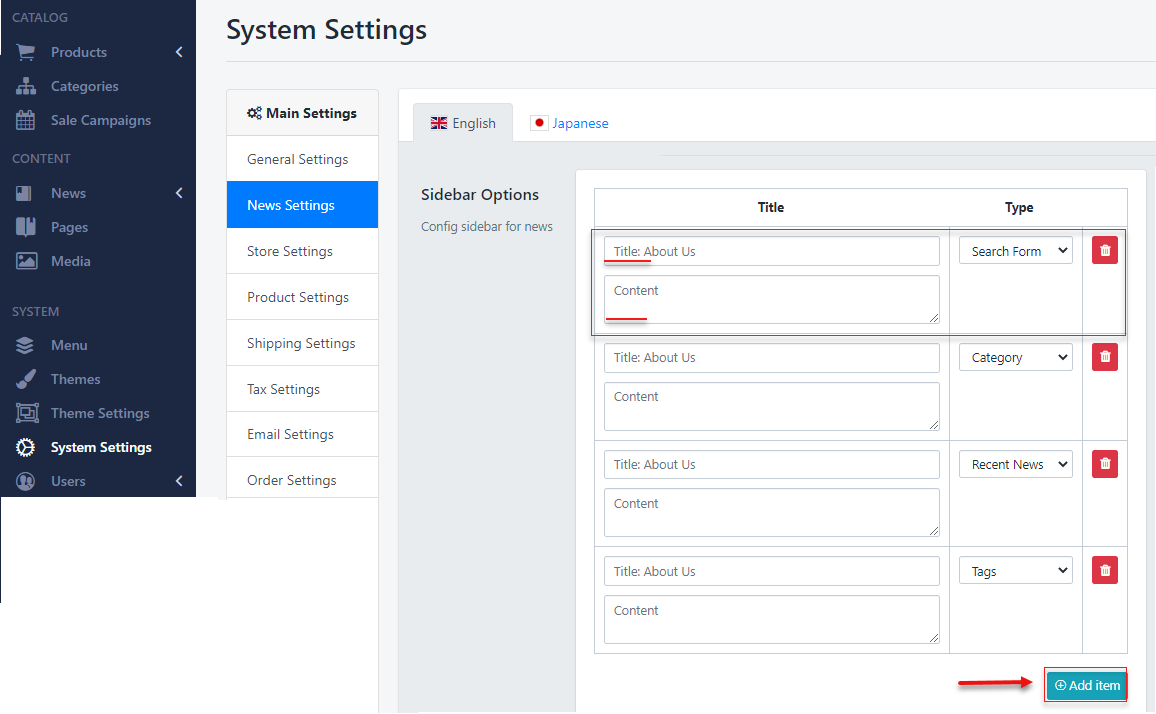 CATALOG
Products
Categories
Sale Campaigns
CONTENT
News
Pages
Media
SYSTEM
Menu
Themes
Theme Settings
System Settings
Users
System Settings
Main Settings
General Settings
News Settings
Store Settings
Product Settings
Shipping Settings
Tax Settings
Email Settings
Order Settings
English
Japanese
Sidebar Options
Config sidebar for news
Title
Type
Title: About Us
Search Form
Content
Title: About Us
Category
Content
Title: About Us
Recent News
Content
Title: About Us
Tags
Content
Add item